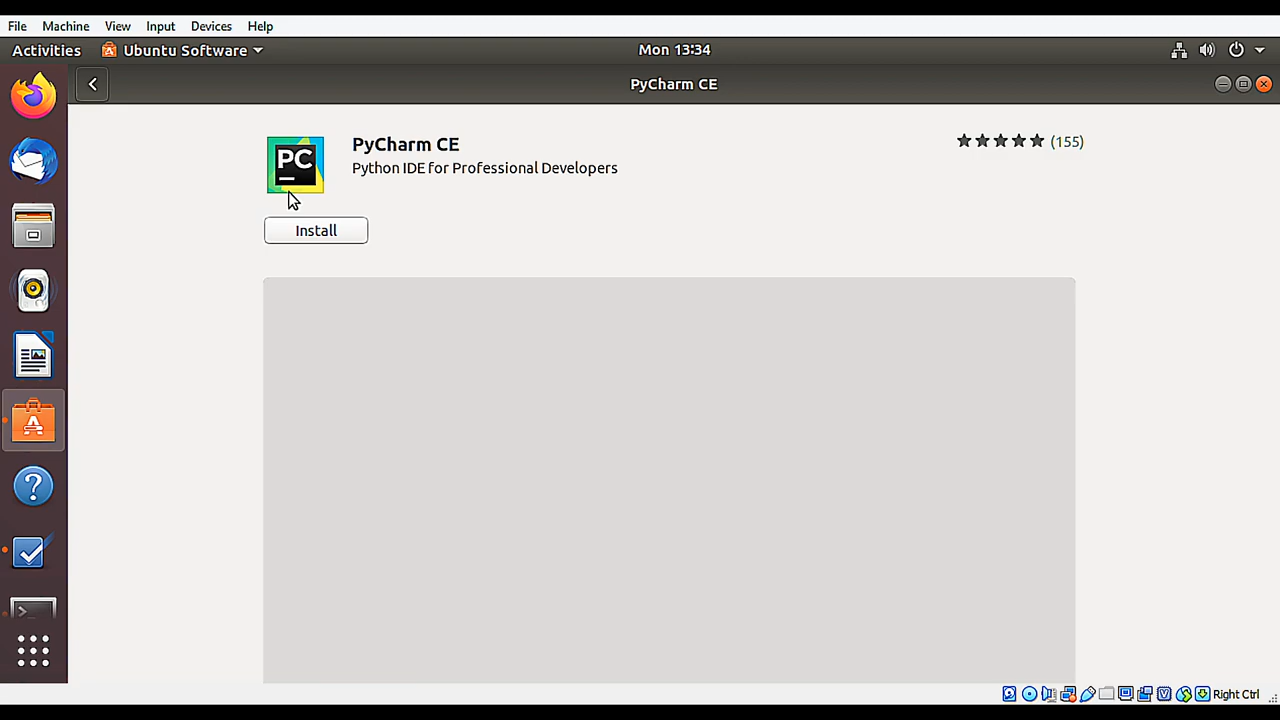 File Machine View Input Devices Help
Activities Ubuntu Software Mon 13:34
PyCharm CE
PC
PyCharm CE
(155)
Python IDE for Professional Developers
Install
Right Ctrl